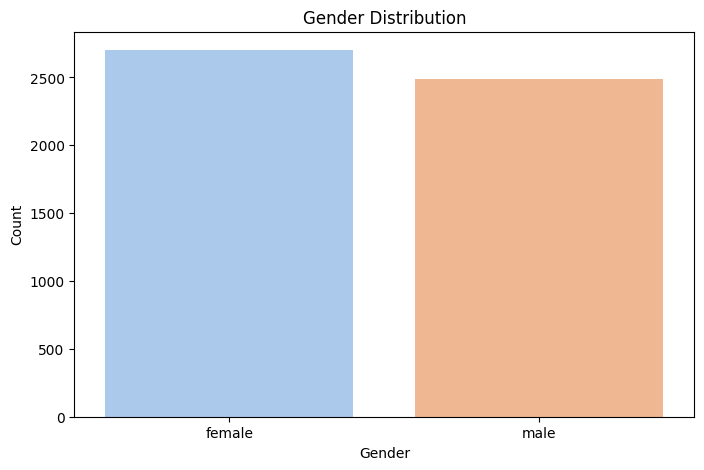 Gender Distribution
Count
2500
2000
1500
1000
500
0
female
male
Gender